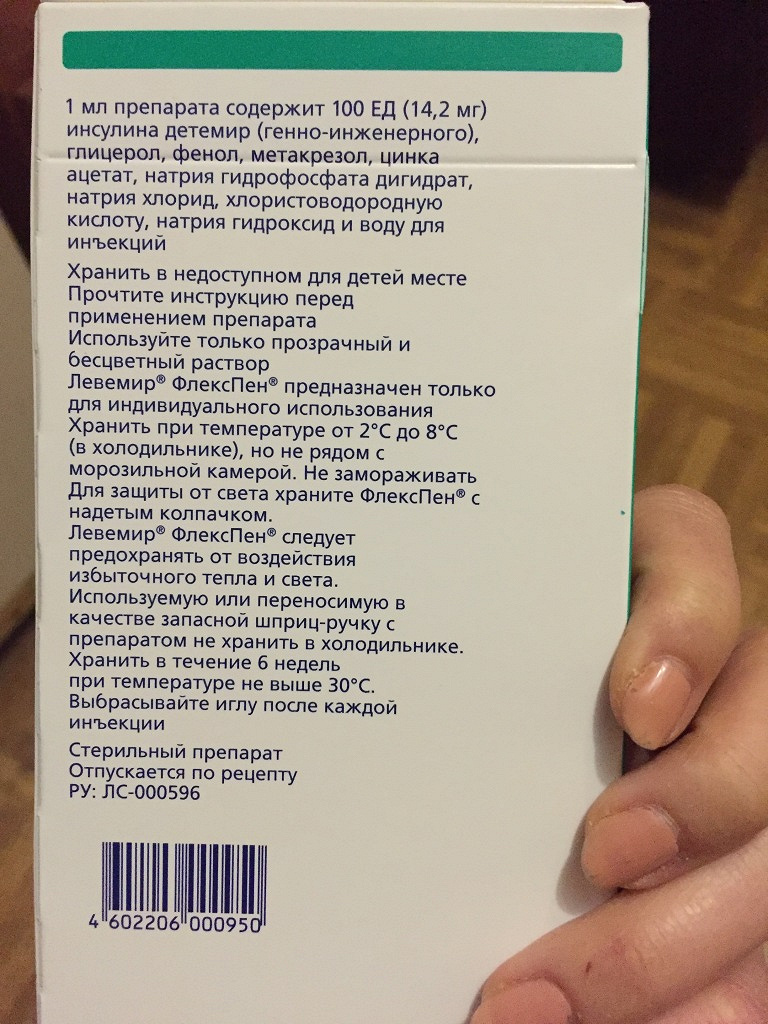 1 мл препарата содержит 100 ЕД (14,2 мг)
инсулина детемир (генно-инженерного),
глицерол, фенол, метакрезол, цинка
ацетат, натрия гидрофосфата дигидрат,
натрия хлорид, хлористоводородную
кислоту, натрия гидроксид и воду для
инъекций
Хранить в недоступном для детей месте
Прочтите инструкцию перед
применением препарата
Используйте только прозрачный и
бесцветный раствор
Левемир® ФлексПен® предназначен только
для индивидуального использования
Хранить при температуре от 2°C до 8°C
(в холодильнике), но не рядом с
морозильной камерой. Не замораживать
Для защиты от света храните ФлексПен® с
надетым колпачком.
Левемир® ФлексПен® следует
предохранять от воздействия
избыточного тепла и света.
Используемую или переносимую в
качестве запасной шприц-ручку с
препаратом не хранить в холодильнике.
Хранить в течение 6 недель
при температуре не выше 30°C.
Выбрасывайте иглу после каждой
инъекции
Стерильный препарат
Отпускается по рецепту
РУ: ЛС-000596
4 602206 000950